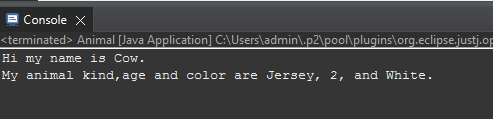 Console
<terminated> Animal [Java Application] C:\Users\admin\.p2\pool\plugins\org.eclipse.justj.op
Hi my name is Cow.
My animal kind,age and color are Jersey, 2, and White.